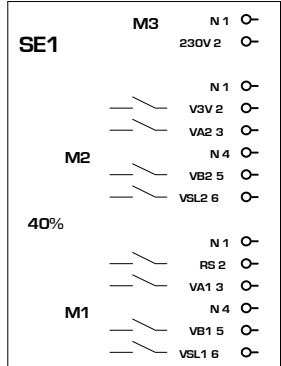 M3 N 1
SE1 230V 2
N 1
V3V 2
VA2 3
M2 N 4
VB2 5
VSL2 6
40%
N 1
RS 2
VA1 3
M1 N 4
VB1 5
VSL1 6